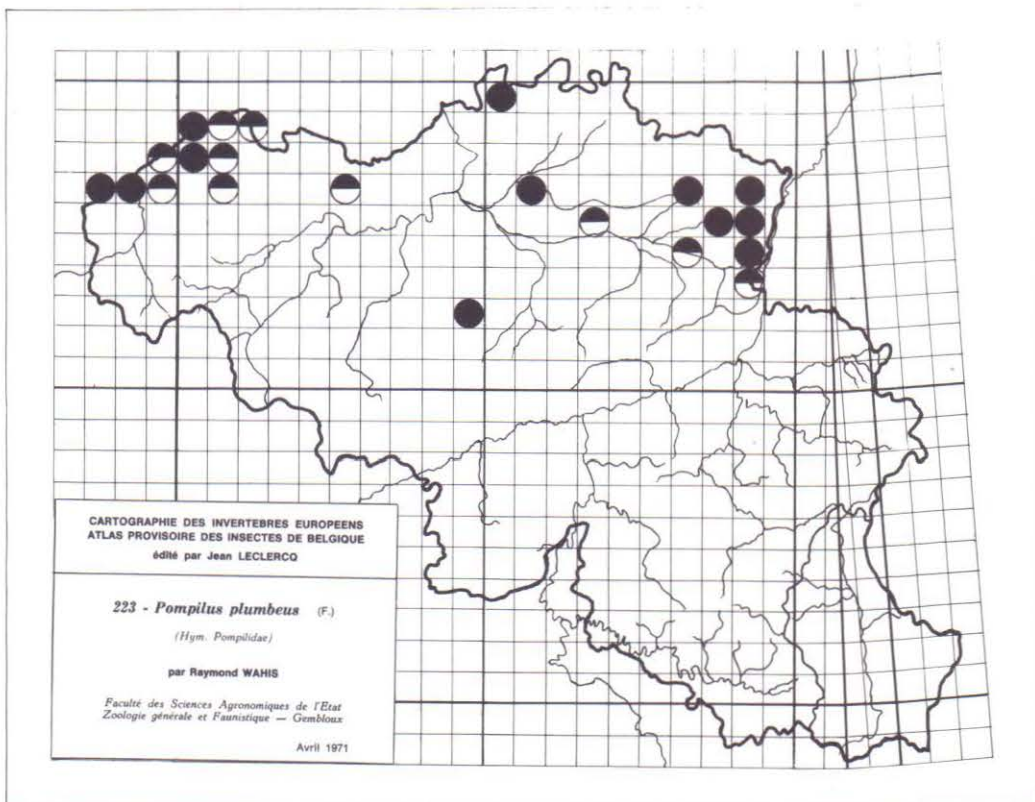 CARTOGRAPHIE DES INVERTEBRES EUROPEENS
ATLAS PROVISOIRE DES INSECTES DE BELGIQUE
édité par Jean LECLERCQ
223 - Pompilus plumbeus (F.)
(Hym. Pompilidae)
par Raymond WAHIS
Faculté des Sciences Agronomiques de l'Etat
Zoologie générale et Faunistique — Gembloux
Avril 1971